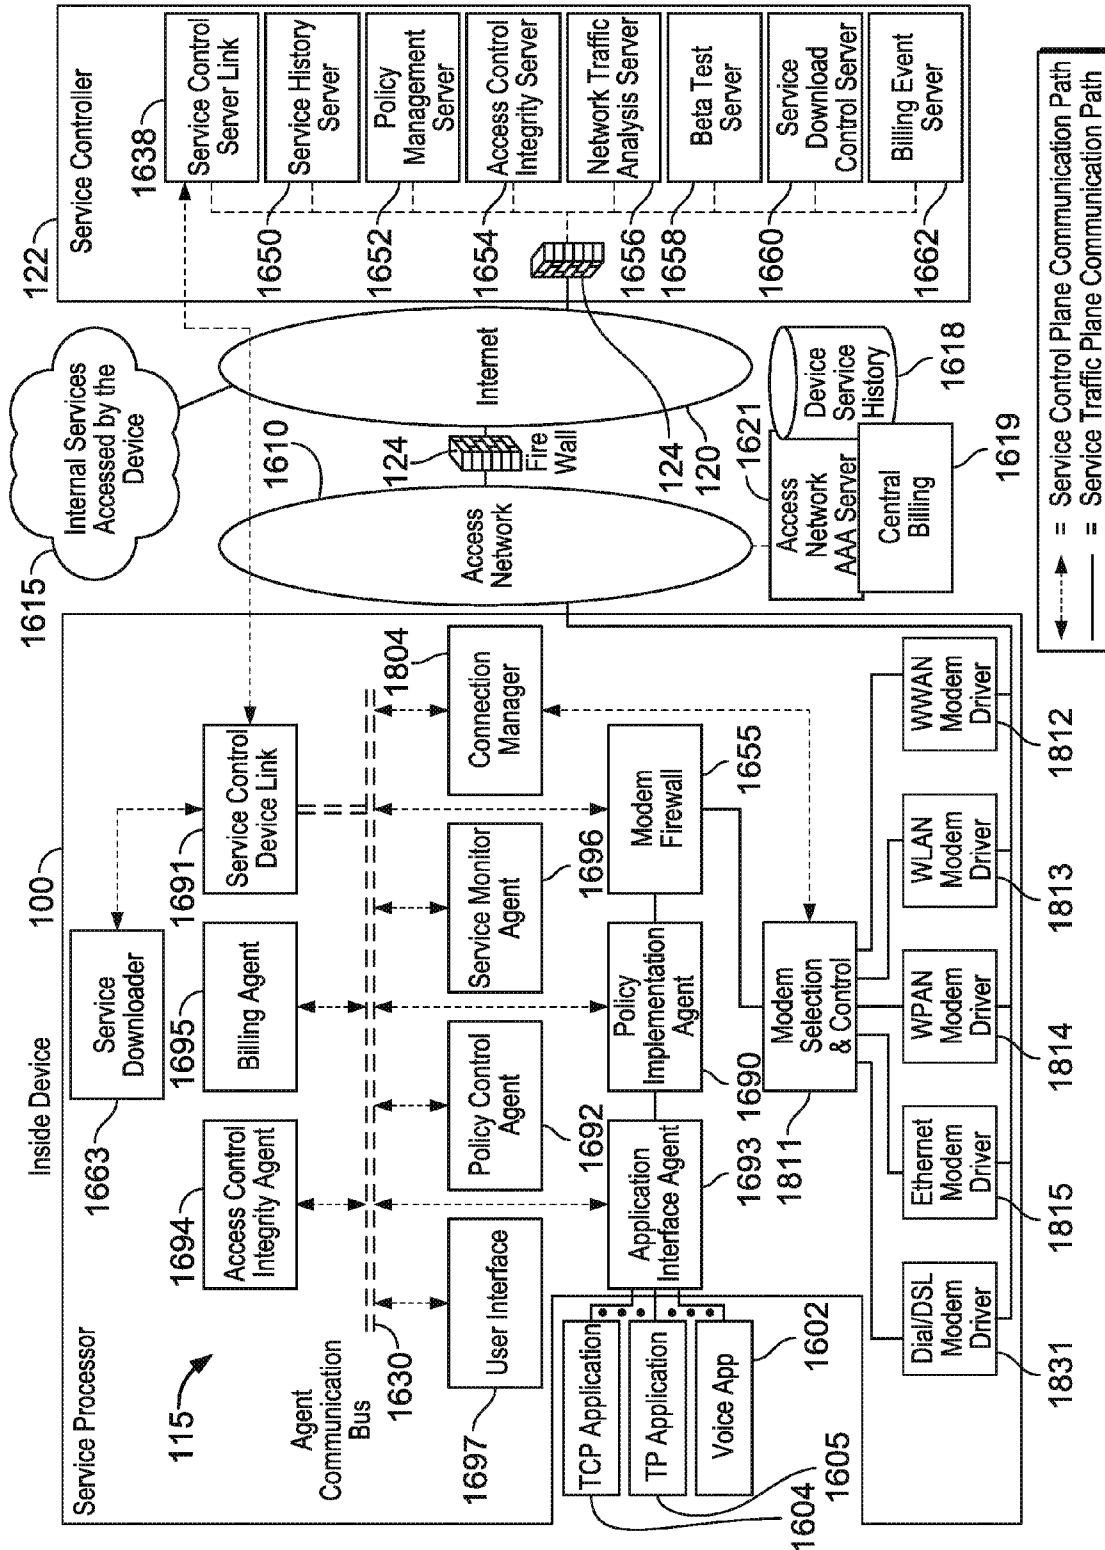 Inside Device
100
Service Processor
115
Service
Downloader
1663
Access Control
Integrity Agent
1694
Billing Agent
1695
Service Control
Device Link
1691
Agent
Communication
Bus
1630
User Interface
1697
Policy Control
Agent
1692
Service Monitor
Agent
1696
Connection
Manager
1804
TCP Application
1604
TP Application
1605
Voice App
1602
Application
Interface Agent
1693
Policy
Implementation
Agent
1690
Modem
Firewall
1655
Modem
Selection
& Control
1811
Dial/DSL
Modem
Driver
1831
Ethernet
Modem
Driver
1815
WPAN
Modem
Driver
1814
WLAN
Modem
Driver
1813
WWAN
Modem
Driver
1812
Internal Services
Accessed by the
Device
1615
Access
Network
1610
124
Fire
Wall
Internet
120
124
Access
Network
AAA Server
1621
Device
Service
History
1618
Central
Billing
1619
122
Service Controller
Service Control
Server Link
1638
Service History
Server
1650
Policy
Management
Server
1652
Access Control
Integrity Server
1654
Network Traffic
Analysis Server
1656
Beta Test
Server
1658
Service
Download
Control Server
1660
Billing Event
Server
1662
= Service Control Plane Communication Path
= Service Traffic Plane Communication Path